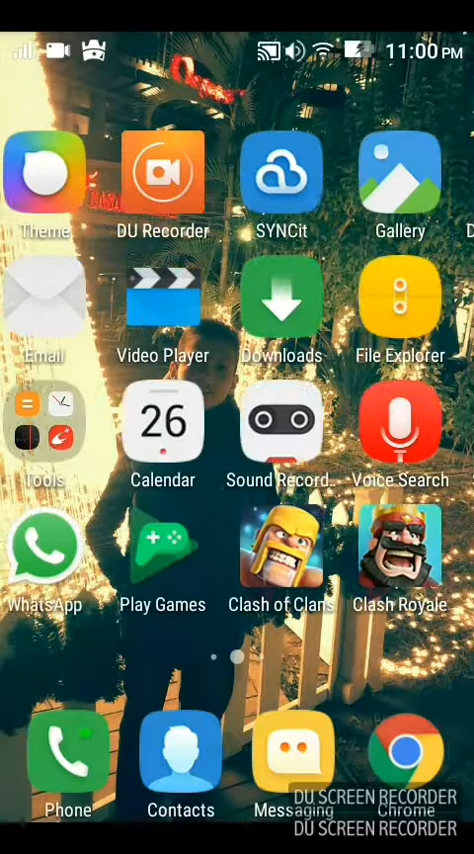 11:00 PM
Theme
DU Recorder
SYNCit
Gallery
D
Email
Video Player
Downloads
File Explorer
Tools
26
Calendar
Sound Record..
Voice Search
WhatsApp
Play Games
Clash of Clans
Clash Royale
Phone
Contacts
Messaging
Chrome
DU SCREEN RECORDER
DU SCREEN RECORDER